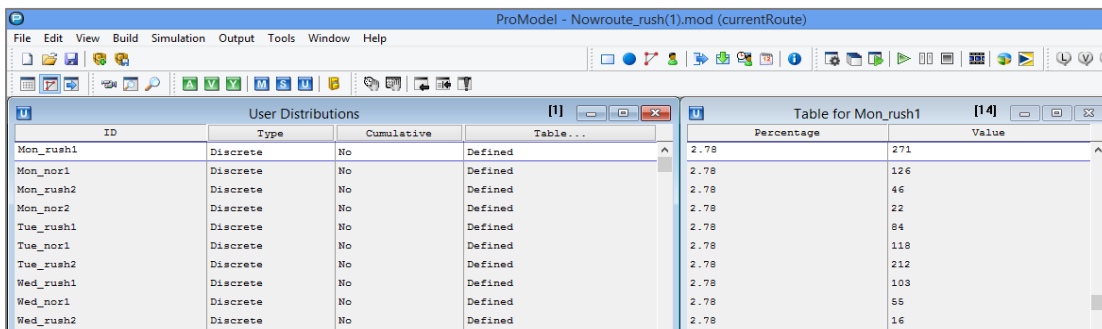 ProModel - Nowroute_rush(1).mod (currentRoute)
File Edit View Build Simulation Output Tools Window Help
User Distributions [1]
ID Type Cumulative Table...
Mon_rush1 Discrete No Defined
Mon_nor1 Discrete No Defined
Mon_rush2 Discrete No Defined
Mon_nor2 Discrete No Defined
Tue_rush1 Discrete No Defined
Tue_nor1 Discrete No Defined
Tue_rush2 Discrete No Defined
Wed_rush1 Discrete No Defined
Wed_nor1 Discrete No Defined
Wed_rush2 Discrete No Defined
Table for Mon_rush1 [14]
Percentage Value
2.78 271
2.78 126
2.78 46
2.78 22
2.78 84
2.78 118
2.78 212
2.78 103
2.78 55
2.78 16